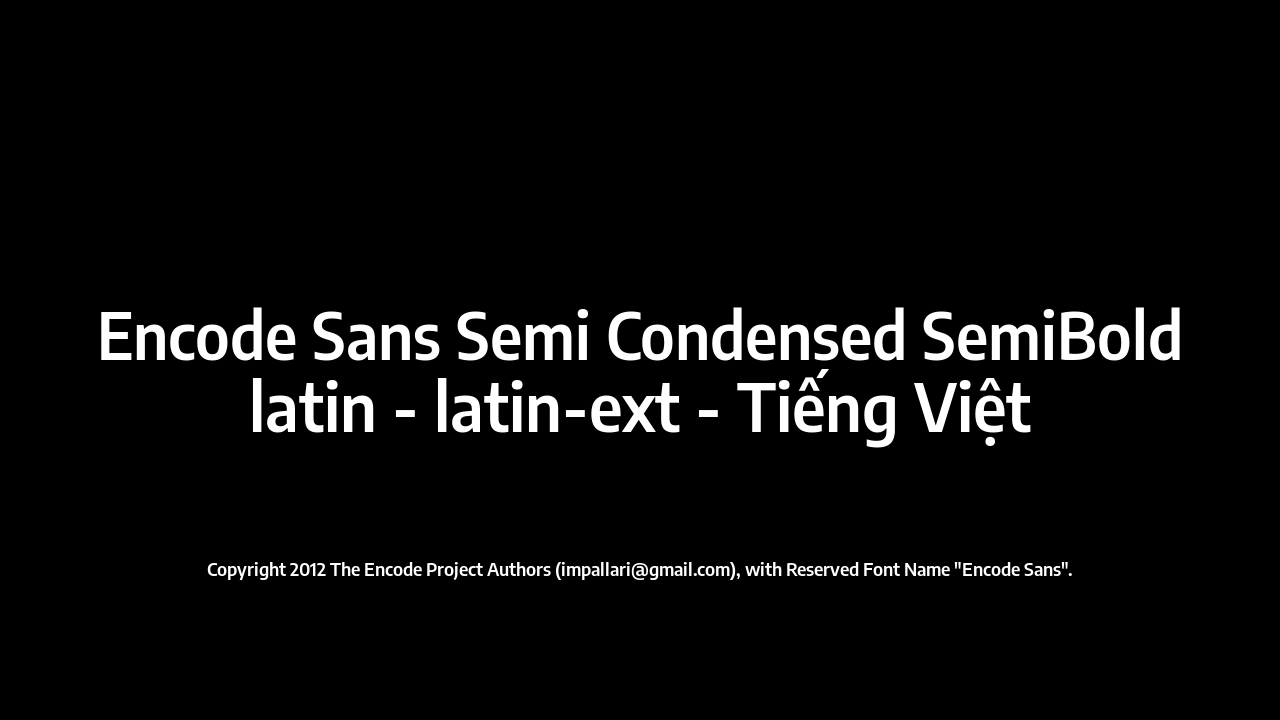 Encode Sans Semi Condensed SemiBold
latin - latin-ext - Tiếng Việt
Copyright 2012 The Encode Project Authors (impallari@gmail.com), with Reserved Font Name "Encode Sans".